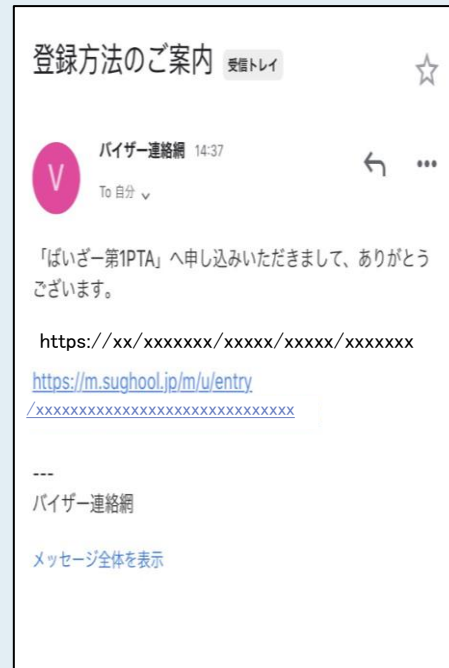 登録方法のご案内 受信トレイ
V
バイザー連絡網 14:37
To 自分
「ばいざー第1PTA」へ申し込みいただきまして、ありがとう
ございます。
https://xx/xxxxxxx/xxxxx/xxxxx/xxxxxxx
https://m.sughool.jp/m/u/entry
/xxxxxxxxxxxxxxxxxxxxxxxxxxxxxx
---
バイザー連絡網
メッセージ全体を表示